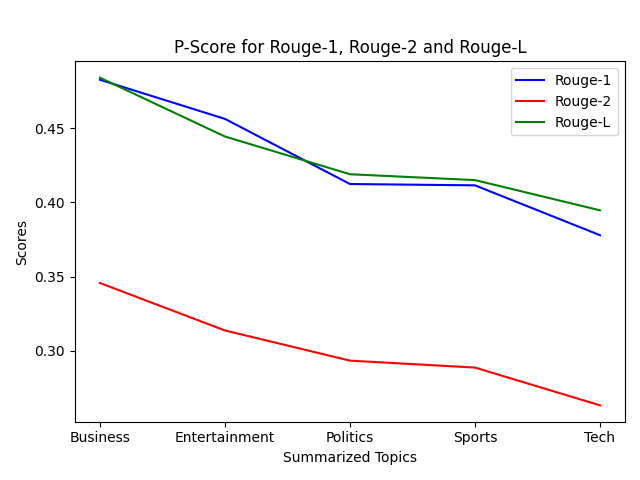 P-Score for Rouge-1, Rouge-2 and Rouge-L
Rouge-1
Rouge-2
Rouge-L
Scores
0.45
0.40
0.35
0.30
Business Entertainment Politics Sports Tech
Summarized Topics